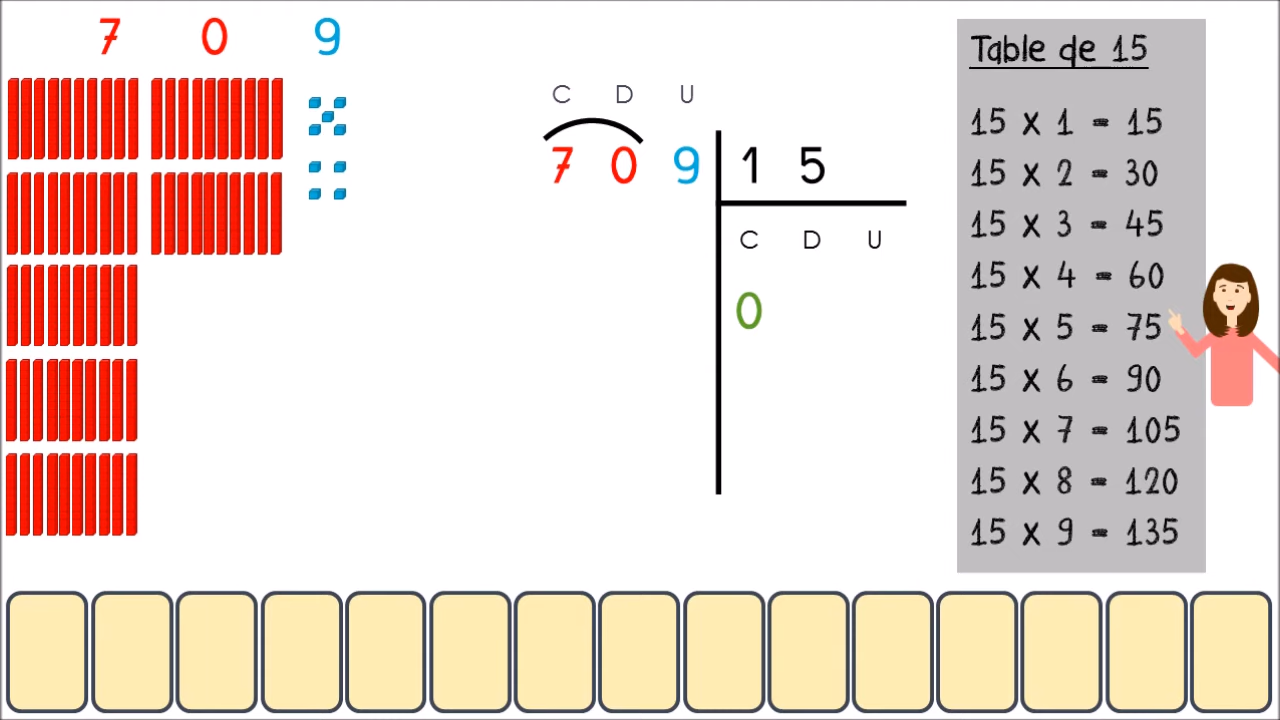 7 0 9
C D U
7 0 9 1 5
C D U
0
Table de 15
15 x 1 = 15
15 x 2 = 30
15 x 3 = 45
15 x 4 = 60
15 x 5 = 75
15 x 6 = 90
15 x 7 = 105
15 x 8 = 120
15 x 9 = 135